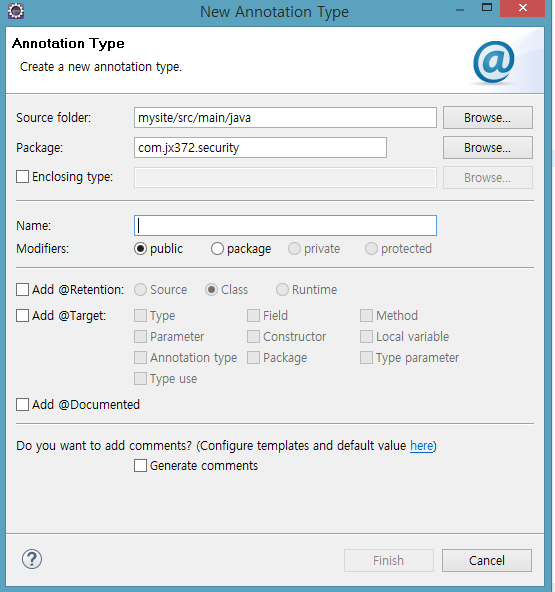 New Annotation Type
Annotation Type
Create a new annotation type.
Source folder: mysite/src/main/java Browse...
Package: com.jx372.security Browse...
Enclosing type: Browse...
Name:
Modifiers: public package private protected
Add @Retention: Source Class Runtime
Add @Target: Type Field Method
Parameter Constructor Local variable
Annotation type Package Type parameter
Type use
Add @Documented
Do you want to add comments? (Configure templates and default value here)
Generate comments
Finish Cancel